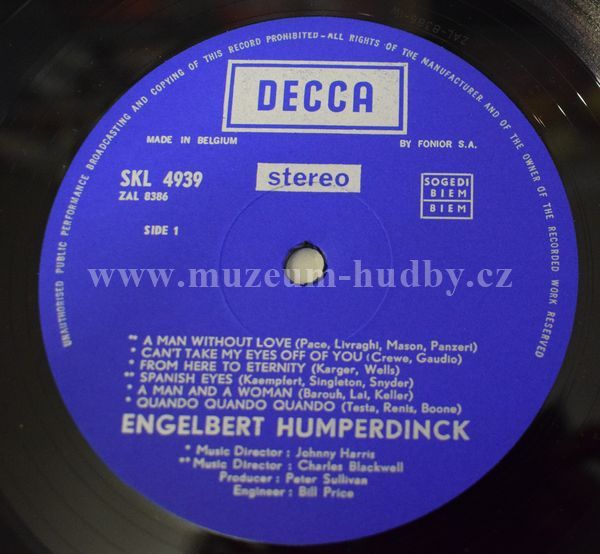 UNAUTHORISED PUBLIC PERFORMANCE BROADCASTING AND COPYING OF THIS RECORD PROHIBITED-ALL RIGHTS OF THE MANUFACTURER AND OF THE OWNER OF THE RECORDED WORK RESERVED
ZAL-8386-
DECCA
MADE IN BELGIUM
BY FONIOR S.A.
SKL 4939
ZAL 8386
stereo
SOGEDI
BIEM
BIEM
SIDE 1
www.muzeum-hudby.cz
** A MAN WITHOUT LOVE (Pace, Livraghi, Mason, Panzeri)
* CAN'T TAKE MY EYES OFF OF YOU (Crewe, Gaudio)
* FROM HERE TO ETERNITY (Karger, Wells)
** SPANISH EYES (Kaempfert, Singleton, Snyder)
* A MAN AND A WOMAN (Barouh, Lai, Keller)
* QUANDO QUANDO QUANDO (Testa, Renis, Boone)
ENGELBERT HUMPERDINCK
* Music Director : Johnny Harris
** Music Director : Charles Blackwell
Producer : Peter Sullivan
Engineer : Bill Price